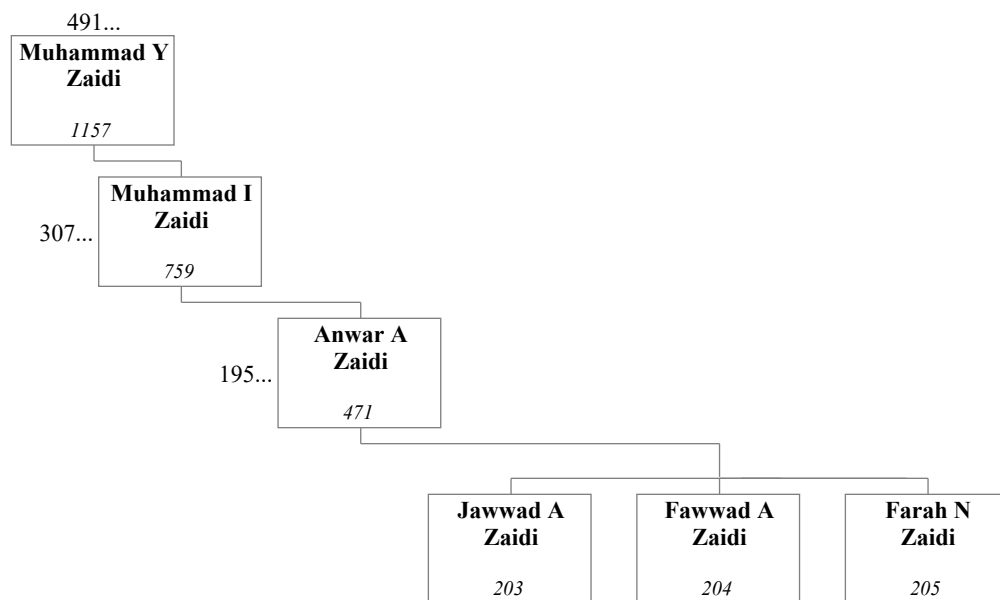 491...
Muhammad Y
Zaidi
1157
Muhammad I
Zaidi
307...
759
Anwar A
Zaidi
195...
471
Jawwad A
Zaidi
203
Fawwad A
Zaidi
204
Farah N
Zaidi
205